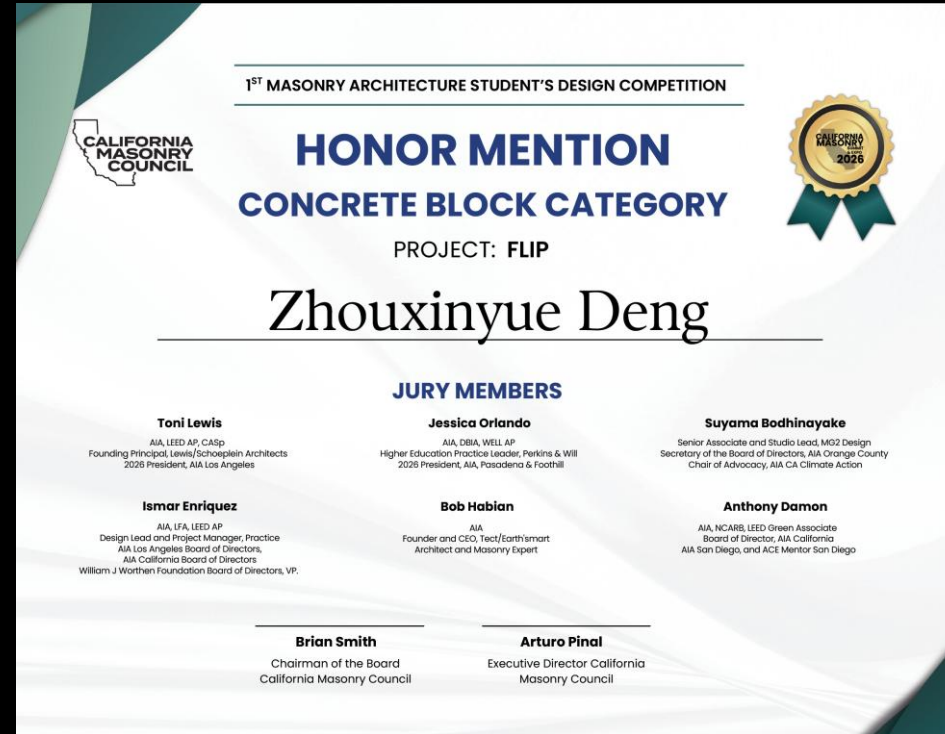 1ST MASONRY ARCHITECTURE STUDENT'S DESIGN COMPETITION
CALIFORNIA
MASONRY
COUNCIL
HONOR MENTION
CONCRETE BLOCK CATEGORY
PROJECT: FLIP
CALIFORNIA
MASONRY
SUMMIT
& EXPO
2026
Zhouxinyue Deng
JURY MEMBERS
Toni Lewis
AIA, LEED AP, CASp
Founding Principal, Lewis/Schoeplein Architects
2026 President, AIA Los Angeles
Jessica Orlando
AIA, DBIA, WELL AP
Higher Education Practice Leader, Perkins & Will
2026 President, AIA, Pasadena & Foothill
Suyama Bodhinayake
Senior Associate and Studio Lead, MG2 Design
Secretary of the Board of Directors, AIA Orange County
Chair of Advocacy, AIA CA Climate Action
Ismar Enriquez
AIA, LFA, LEED AP
Design Lead and Project Manager, Practice
AIA Los Angeles Board of Directors,
AIA California Board of Directors
William J Worthen Foundation Board of Directors, VP.
Bob Habian
AIA
Founder and CEO, Tect/Earth'smart
Architect and Masonry Expert
Anthony Damon
AIA, NCARB, LEED Green Associate
Board of Director, AIA California
AIA San Diego, and ACE Mentor San Diego
Brian Smith
Chairman of the Board
California Masonry Council
Arturo Pinal
Executive Director California
Masonry Council